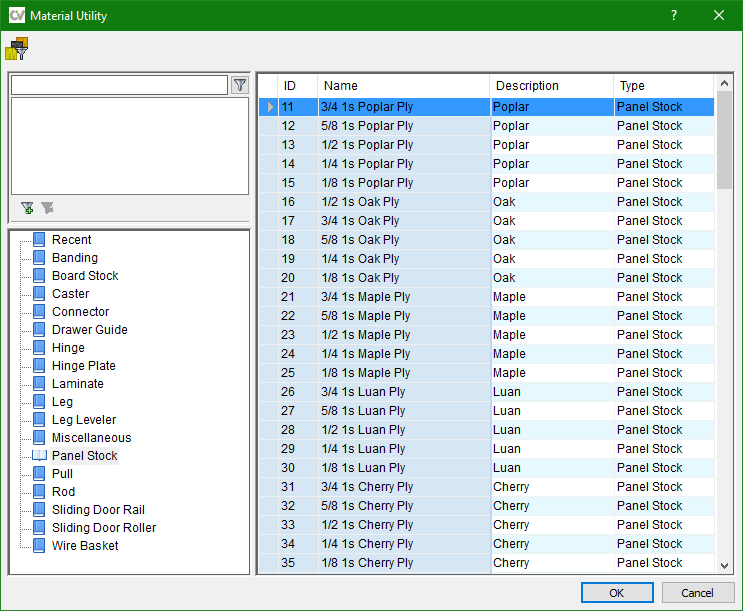 CV Material Utility ?
ID Name Description Type
11 3/4 1s Poplar Ply Poplar Panel Stock
12 5/8 1s Poplar Ply Poplar Panel Stock
13 1/2 1s Poplar Ply Poplar Panel Stock
14 1/4 1s Poplar Ply Poplar Panel Stock
15 1/8 1s Poplar Ply Poplar Panel Stock
16 1/2 1s Oak Ply Oak Panel Stock
17 3/4 1s Oak Ply Oak Panel Stock
18 5/8 1s Oak Ply Oak Panel Stock
19 1/4 1s Oak Ply Oak Panel Stock
20 1/8 1s Oak Ply Oak Panel Stock
21 3/4 1s Maple Ply Maple Panel Stock
22 5/8 1s Maple Ply Maple Panel Stock
23 1/2 1s Maple Ply Maple Panel Stock
24 1/4 1s Maple Ply Maple Panel Stock
25 1/8 1s Maple Ply Maple Panel Stock
26 3/4 1s Luan Ply Luan Panel Stock
27 5/8 1s Luan Ply Luan Panel Stock
28 1/2 1s Luan Ply Luan Panel Stock
29 1/4 1s Luan Ply Luan Panel Stock
30 1/8 1s Luan Ply Luan Panel Stock
31 3/4 1s Cherry Ply Cherry Panel Stock
32 5/8 1s Cherry Ply Cherry Panel Stock
33 1/2 1s Cherry Ply Cherry Panel Stock
34 1/4 1s Cherry Ply Cherry Panel Stock
35 1/8 1s Cherry Ply Cherry Panel Stock
Recent
Banding
Board Stock
Caster
Connector
Drawer Guide
Hinge
Hinge Plate
Laminate
Leg
Leg Leveler
Miscellaneous
Panel Stock
Pull
Rod
Sliding Door Rail
Sliding Door Roller
Wire Basket
OK Cancel